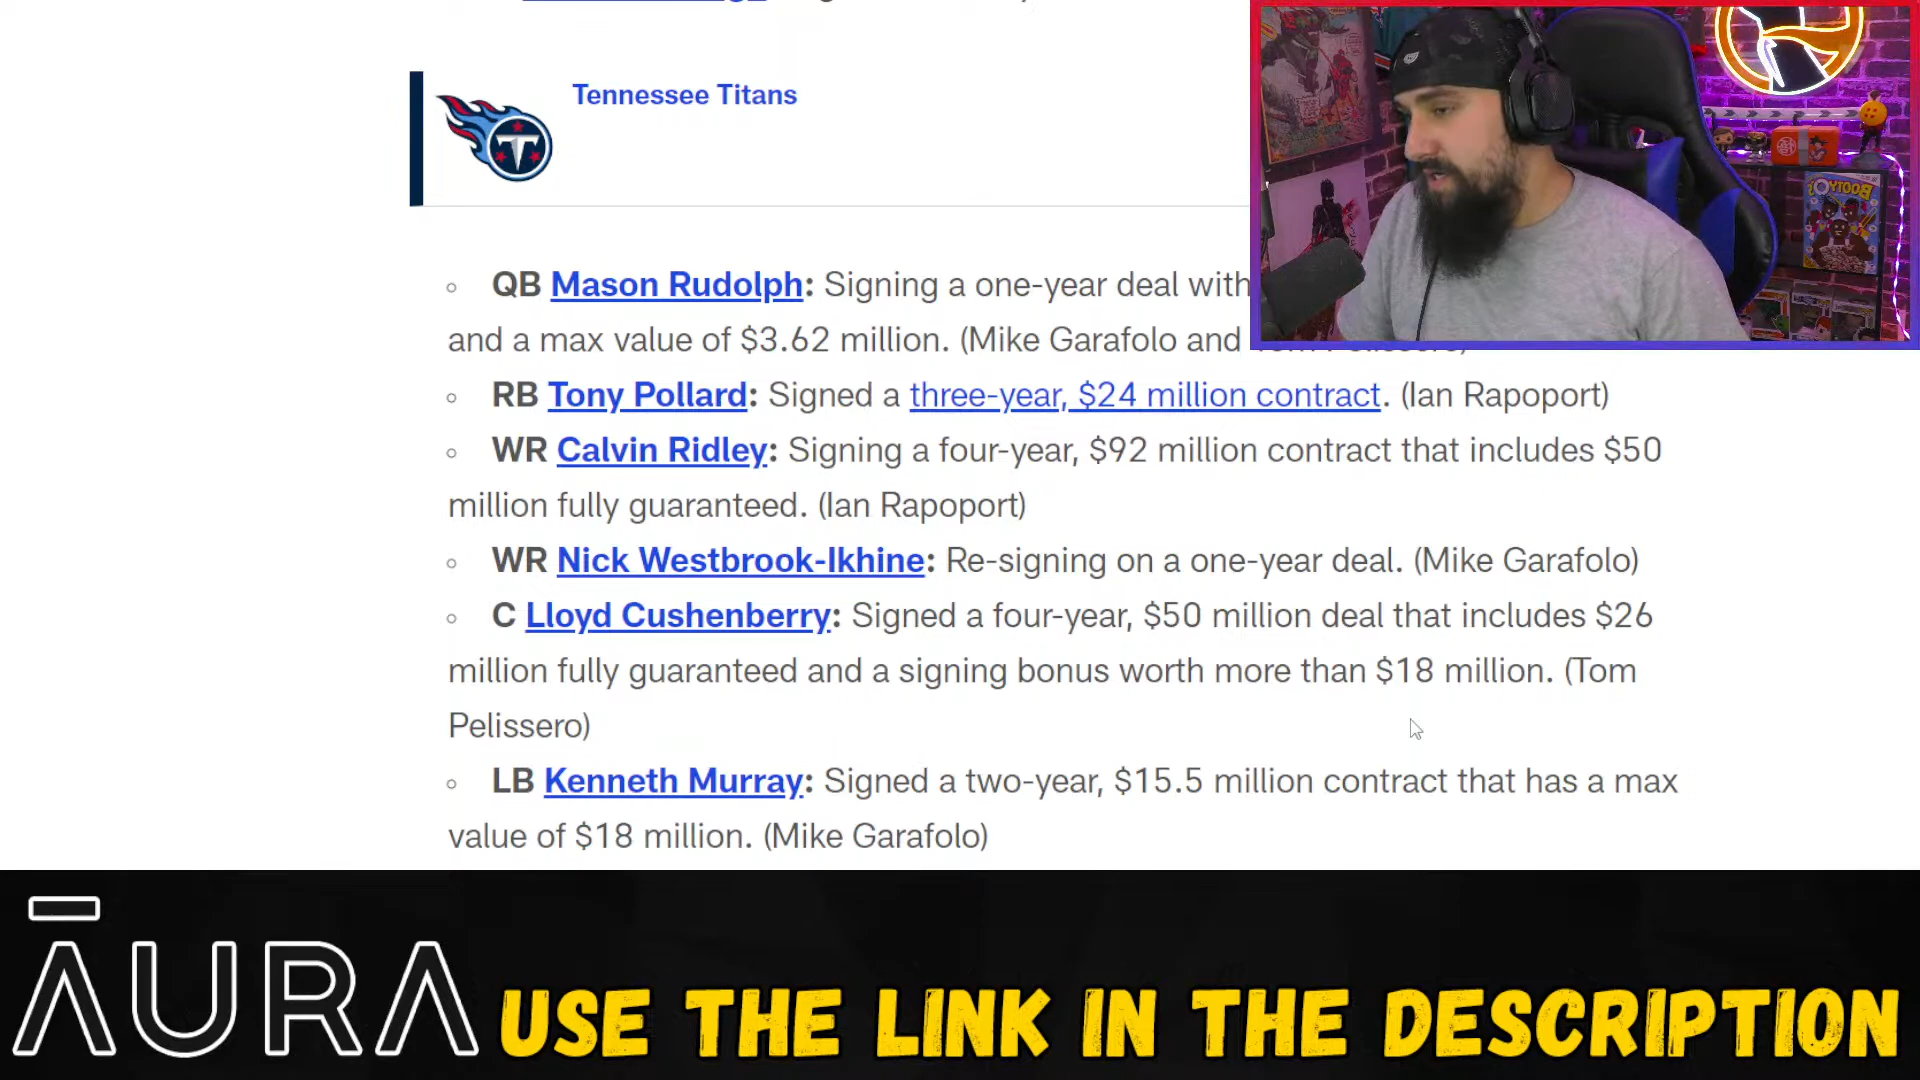 Tennessee Titans
QB Mason Rudolph: Signing a one-year deal with
and a max value of $3.62 million. (Mike Garafolo and
RB Tony Pollard: Signed a three-year, $24 million contract. (Ian Rapoport)
WR Calvin Ridley: Signing a four-year, $92 million contract that includes $50
million fully guaranteed. (Ian Rapoport)
WR Nick Westbrook-Ikhine: Re-signing on a one-year deal. (Mike Garafolo)
C Lloyd Cushenberry: Signed a four-year, $50 million deal that includes $26
million fully guaranteed and a signing bonus worth more than $18 million. (Tom
Pelissero)
LB Kenneth Murray: Signed a two-year, $15.5 million contract that has a max
value of $18 million. (Mike Garafolo)
ĀURA USE THE LINK IN THE DESCRIPTION